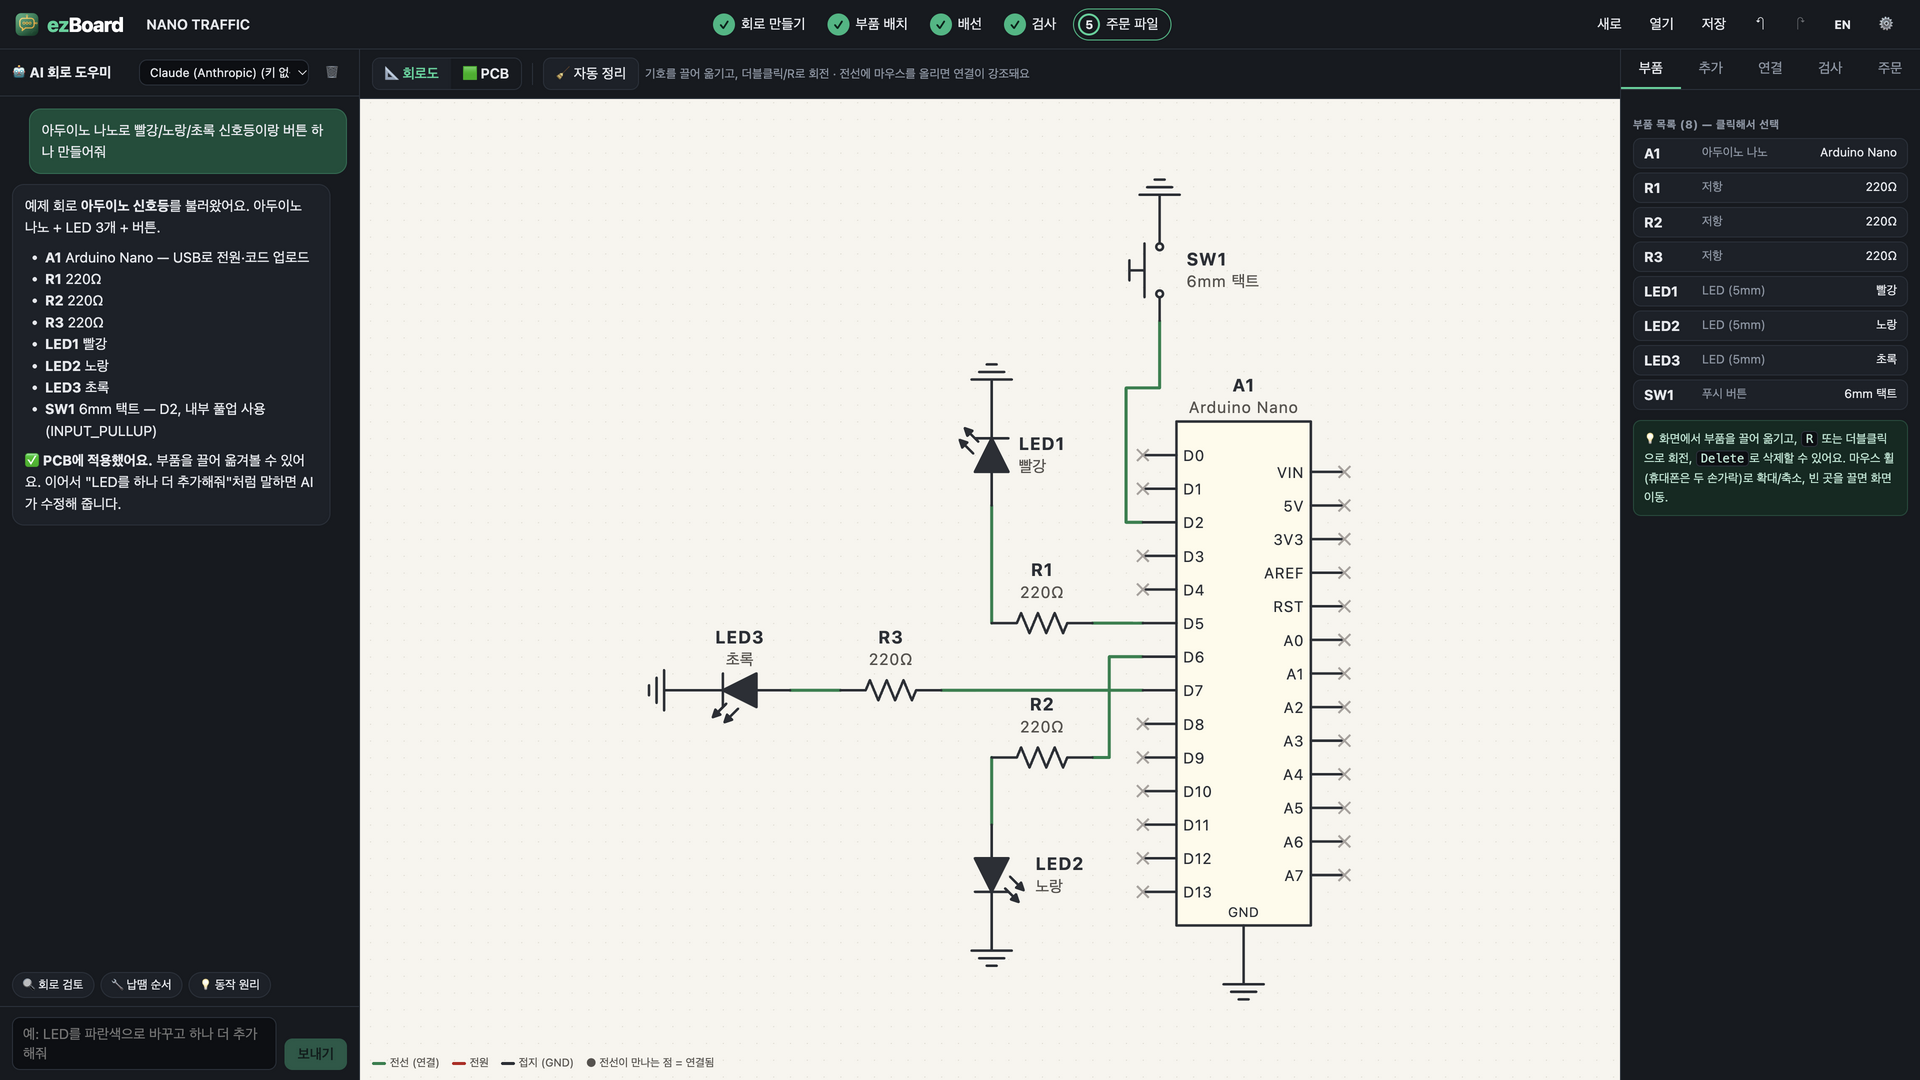 ezBoard
NANO TRAFFIC
✓ 회로 만들기
✓ 부품 배치
✓ 배선
✓ 검사
5 주문 파일
새로
열기
저장
EN
AI 회로 도우미
Claude (Anthropic) (키 없
회로도
PCB
자동 정리
기호를 끌어 옮기고, 더블클릭/R로 회전 · 전선에 마우스를 올리면 연결이 강조돼요
부품
추가
연결
검사
주문
아두이노 나노로 빨강/노랑/초록 신호등이랑 버튼 하
나 만들어줘
예제 회로 아두이노 신호등를 불러왔어요. 아두이노
나노 + LED 3개 + 버튼.
• A1 Arduino Nano — USB로 전원·코드 업로드
• R1 220Ω
• R2 220Ω
• R3 220Ω
• LED1 빨강
• LED2 노랑
• LED3 초록
• SW1 6mm 택트 — D2, 내부 풀업 사용
(INPUT_PULLUP)
✅ PCB에 적용했어요. 부품을 끌어 옮겨볼 수 있어
요. 이어서 "LED를 하나 더 추가해줘"처럼 말하면 AI
가 수정해 줍니다.
회로 검토
납땜 순서
동작 원리
예: LED를 파란색으로 바꾸고 하나 더 추가
해줘
보내기
SW1
6mm 택트
LED1
빨강
A1
Arduino Nano
R1
220Ω
LED3
초록
R3
220Ω
R2
220Ω
LED2
노랑
D0
D1
D2
D3
D4
D5
D6
D7
D8
D9
D10
D11
D12
D13
VIN
5V
3V3
AREF
RST
A0
A1
A2
A3
A4
A5
A6
A7
GND
전선 (연결)
전원
접지 (GND)
전선이 만나는 점 = 연결됨
부품 목록 (8) — 클릭해서 선택
A1 아두이노 나노 Arduino Nano
R1 저항 220Ω
R2 저항 220Ω
R3 저항 220Ω
LED1 LED (5mm) 빨강
LED2 LED (5mm) 노랑
LED3 LED (5mm) 초록
SW1 푸시 버튼 6mm 택트
화면에서 부품을 끌어 옮기고, R 또는 더블클릭
으로 회전, Delete 로 삭제할 수 있어요. 마우스 휠
(휴대폰은 두 손가락)로 확대/축소, 빈 곳을 끌면 화면
이동.